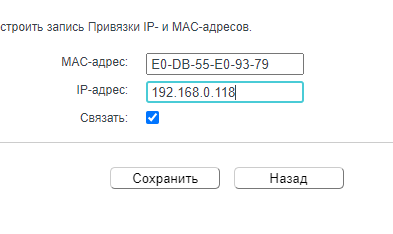 строить запись Привязки IP- и MAC-адресов.
MAC-адрес: E0-DB-55-E0-93-79
IP-адрес: 192.168.0.118
Связать:
Сохранить Назад